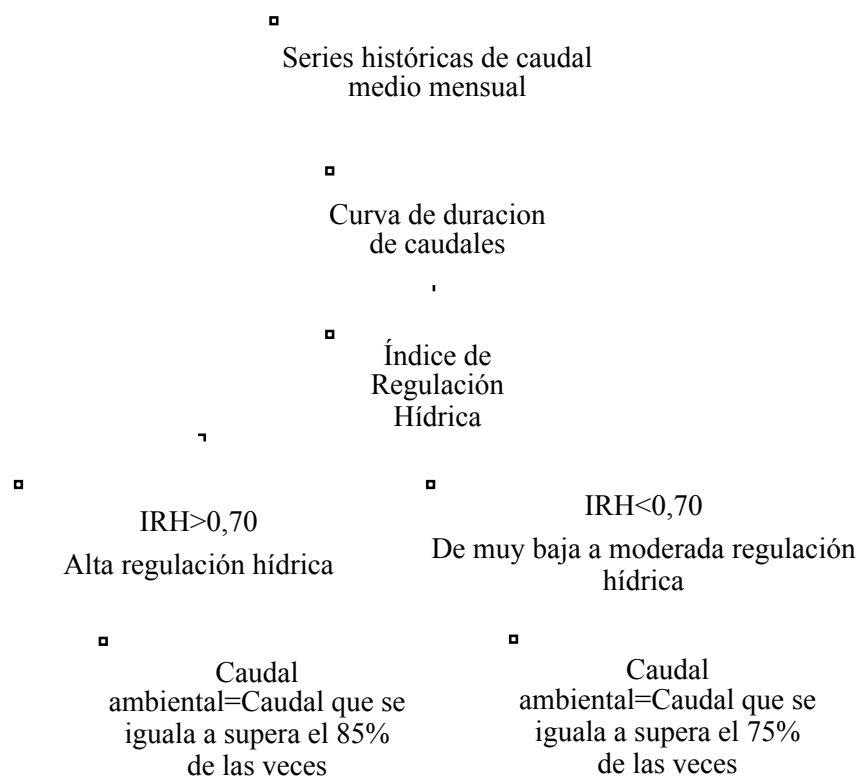 Series históricas de caudal
medio mensual
Curva de duracion
de caudales
Índice de
Regulación
Hídrica
IRH>0,70
Alta regulación hídrica
IRH<0,70
De muy baja a moderada regulación
hídrica
Caudal
ambiental=Caudal que se
iguala a supera el 85%
de las veces
Caudal
ambiental=Caudal que se
iguala a supera el 75%
de las veces